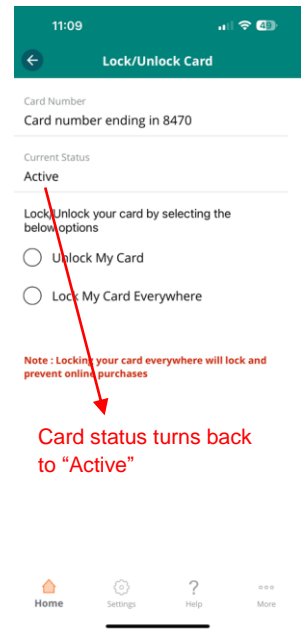 11:09
49
Lock/Unlock Card
Card Number
Card number ending in 8470
Current Status
Active
Lock/Unlock your card by selecting the
below options
Unlock My Card
Lock My Card Everywhere
Note : Locking your card everywhere will lock and
prevent online purchases
Card status turns back
to “Active”
Home Settings Help More